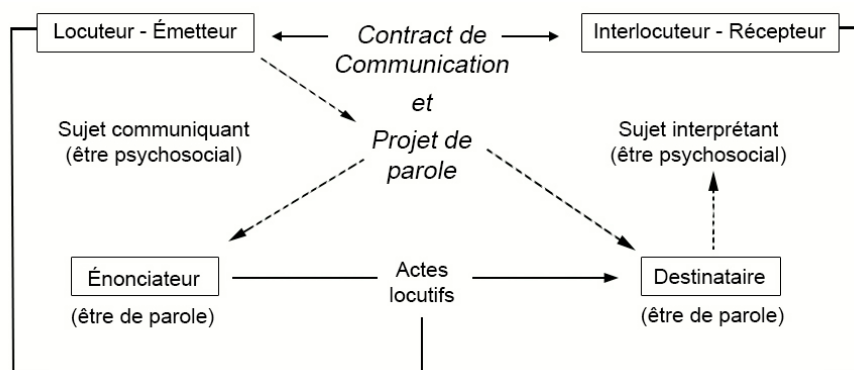 Locuteur - Émetteur
Contract de
Communication
et
Projet de
parole
Interlocuteur - Récepteur
Sujet communiquant
(être psychosocial)
Sujet interprétant
(être psychosocial)
Énonciateur
(être de parole)
Actes
locutifs
Destinataire
(être de parole)